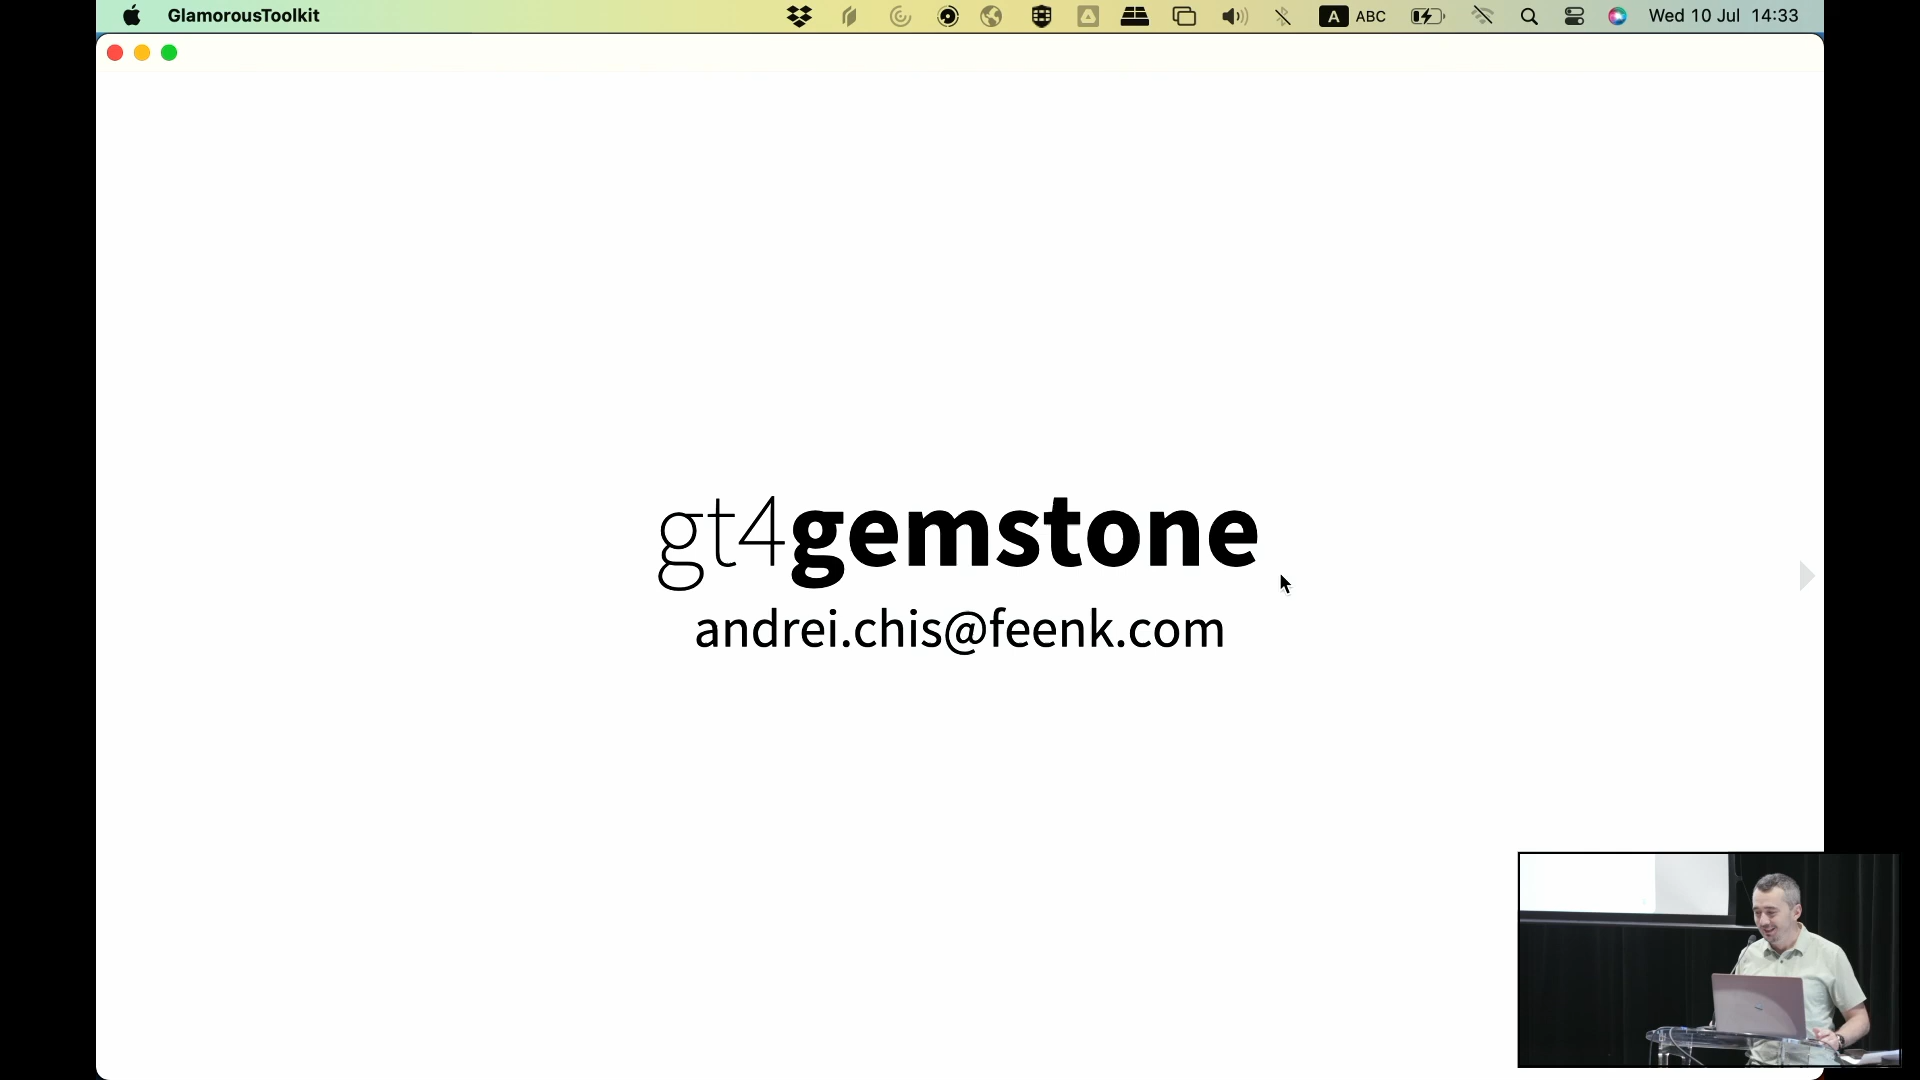 GlamorousToolkit
A ABC
Wed 10 Jul 14:33
gt4gemstone
andrei.chis@feenk.com